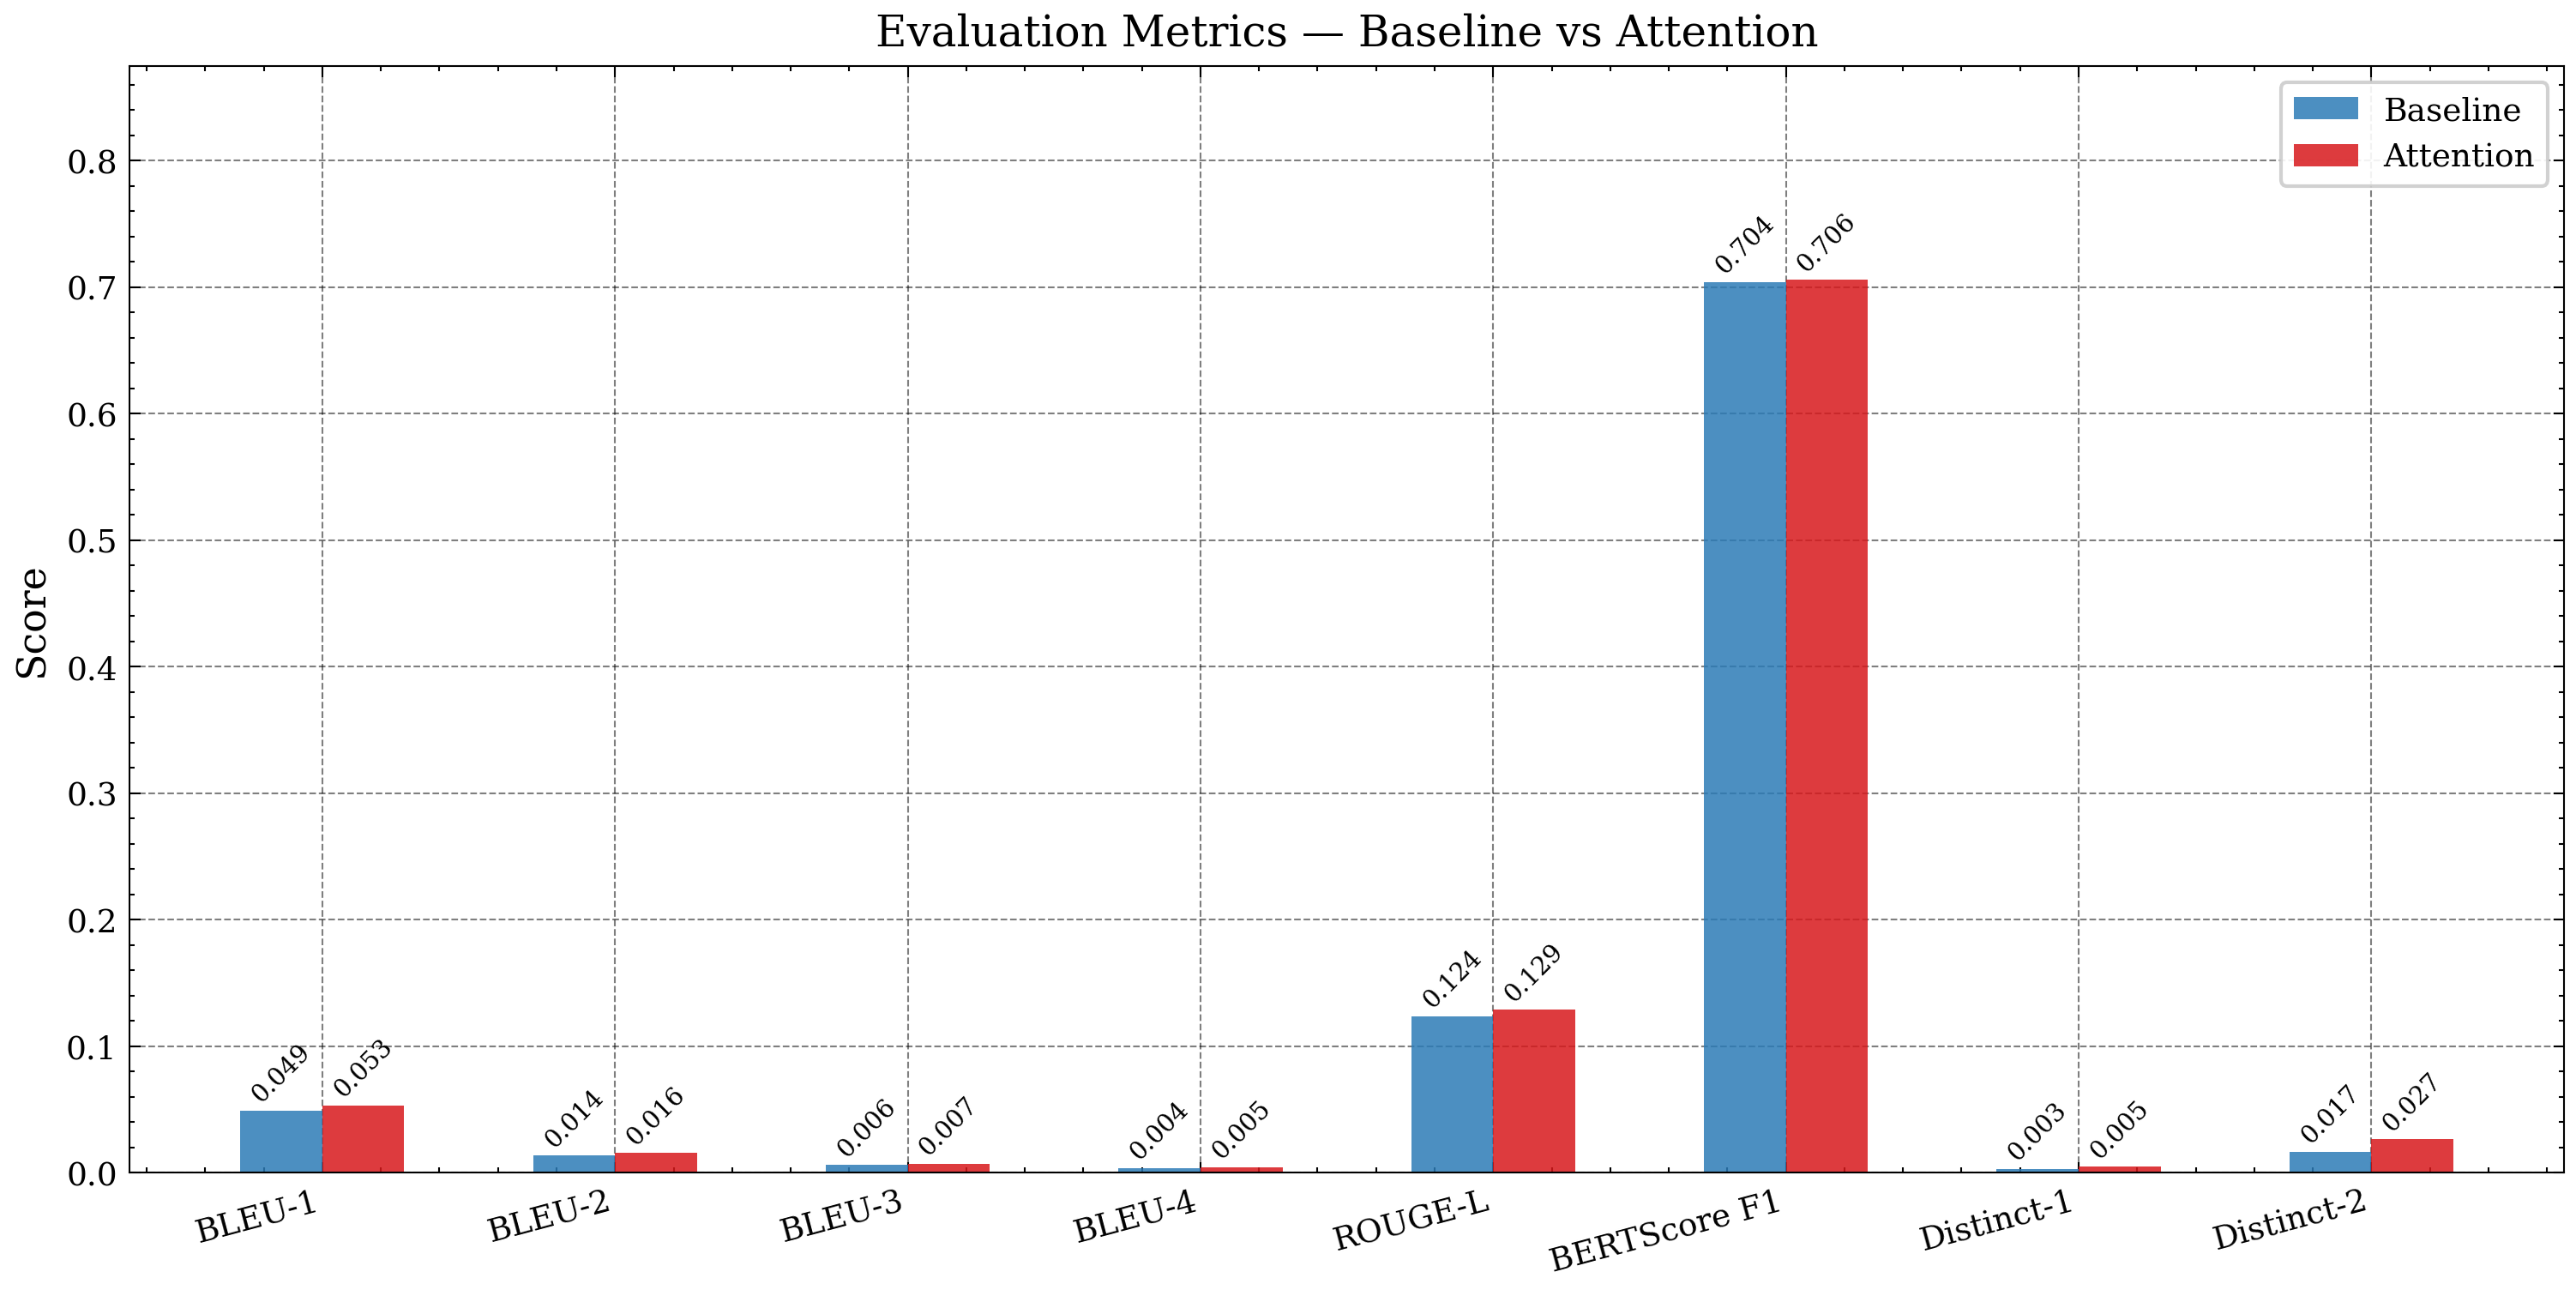 Evaluation Metrics — Baseline vs Attention
Baseline
Attention
Score
0.8
0.7
0.6
0.5
0.4
0.3
0.2
0.1
0.0
0.049
0.053
0.014
0.016
0.006
0.007
0.004
0.005
0.124
0.129
0.704
0.706
0.003
0.005
0.017
0.027
BLEU-1
BLEU-2
BLEU-3
BLEU-4
ROUGE-L
BERTScore F1
Distinct-1
Distinct-2